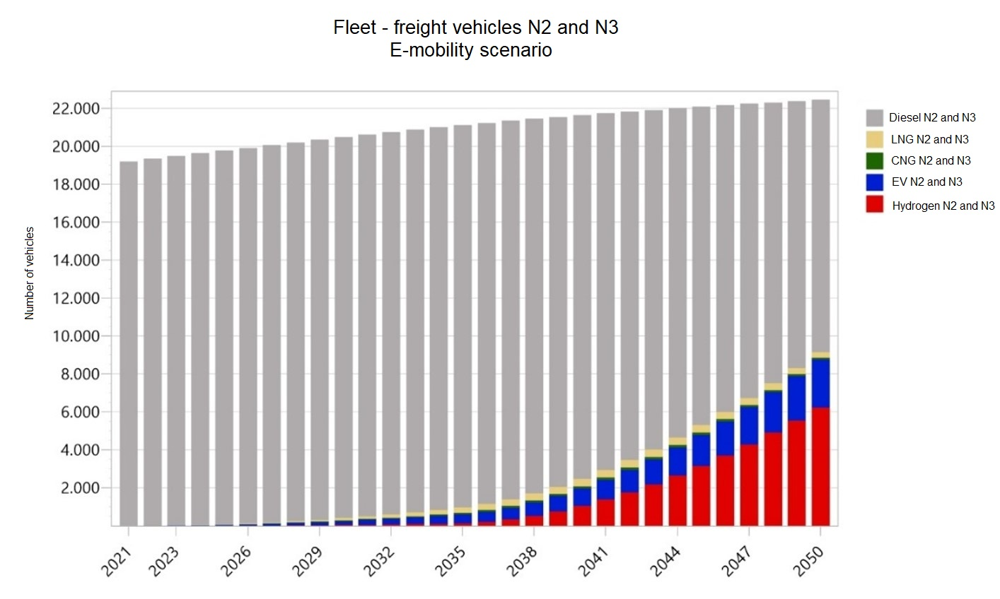 Fleet - freight vehicles N2 and N3
E-mobility scenario
22.000
20.000
18.000
16.000
14.000
12.000
10.000
8.000
6.000
4.000
2.000
Number of vehicles
2021
2023
2026
2029
2032
2035
2038
2041
2044
2047
2050
Diesel N2 and N3
LNG N2 and N3
CNG N2 and N3
EV N2 and N3
Hydrogen N2 and N3